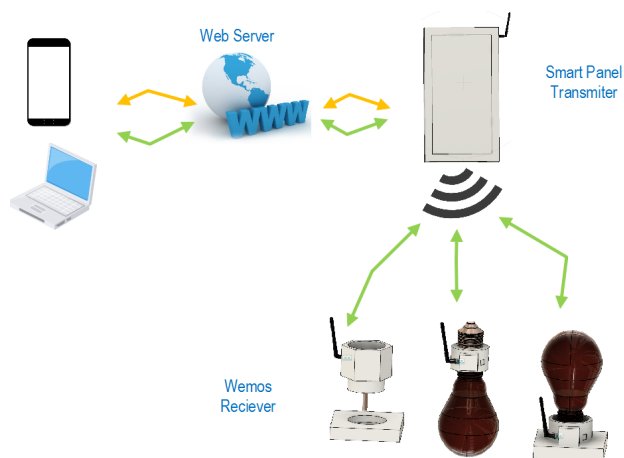 Web Server
WWW
Smart Panel
Transmiter
Wemos
Reciever